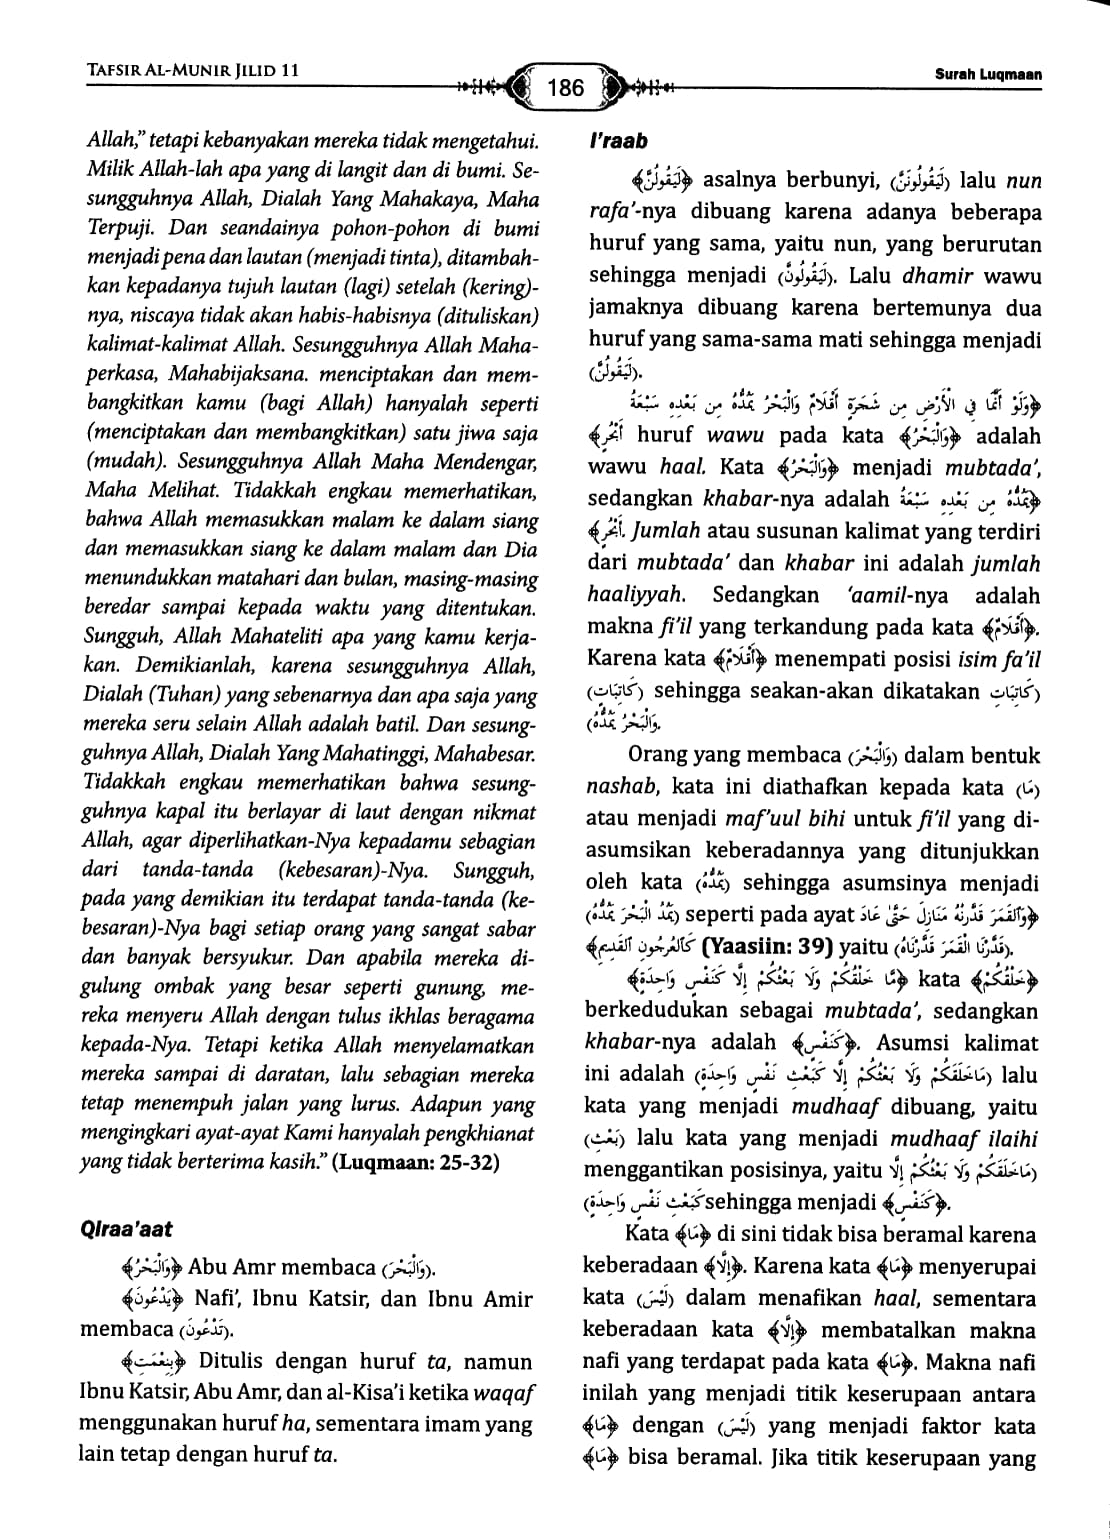 TAFSIR AL-MUNIR JILID 11
186
Surah Luqmaan
Allah,” tetapi kebanyakan mereka tidak mengetahui.
Milik Allah-lah apa yang di langit dan di bumi. Se-
sungguhnya Allah, Dialah Yang Mahakaya, Maha
Terpuji. Dan seandainya pohon-pohon di bumi
menjadi pena dan lautan (menjadi tinta), ditambah-
kan kepadanya tujuh lautan (lagi) setelah (kering)-
nya, niscaya tidak akan habis-habisnya (dituliskan)
kalimat-kalimat Allah. Sesungguhnya Allah Maha-
perkasa, Mahabijaksana. menciptakan dan mem-
bangkitkan kamu (bagi Allah) hanyalah seperti
(menciptakan dan membangkitkan) satu jiwa saja
(mudah). Sesungguhnya Allah Maha Mendengar,
Maha Melihat. Tidakkah engkau memerhatikan,
bahwa Allah memasukkan malam ke dalam siang
dan memasukkan siang ke dalam malam dan Dia
menundukkan matahari dan bulan, masing-masing
beredar sampai kepada waktu yang ditentukan.
Sungguh, Allah Mahateliti apa yang kamu kerja-
kan. Demikianlah, karena sesungguhnya Allah,
Dialah (Tuhan) yang sebenarnya dan apa saja yang
mereka seru selain Allah adalah batil. Dan sesung-
guhnya Allah, Dialah Yang Mahatinggi, Mahabesar.
Tidakkah engkau memerhatikan bahwa sesung-
guhnya kapal itu berlayar di laut dengan nikmat
Allah, agar diperlihatkan-Nya kepadamu sebagian
dari tanda-tanda (kebesaran)-Nya. Sungguh,
pada yang demikian itu terdapat tanda-tanda (ke-
besaran)-Nya bagi setiap orang yang sangat sabar
dan banyak bersyukur. Dan apabila mereka di-
gulung ombak yang besar seperti gunung, me-
reka menyeru Allah dengan tulus ikhlas beragama
kepada-Nya. Tetapi ketika Allah menyelamatkan
mereka sampai di daratan, lalu sebagian mereka
tetap menempuh jalan yang lurus. Adapun yang
mengingkari ayat-ayat Kami hanyalah pengkhianat
yang tidak berterima kasih.” (Luqmaan: 25-32)
Qiraa'aat
﴿وَالْبَحْرُ﴾ Abu Amr membaca (وَالْبَحْرَ).
﴿يَدْعُونَ﴾ Nafi', Ibnu Katsir, dan Ibnu Amir
membaca (تَدْعُونَ).
﴿بِنِعْمَتِ﴾ Ditulis dengan huruf ta, namun
Ibnu Katsir, Abu Amr, dan al-Kisa'i ketika waqaf
menggunakan huruf ha, sementara imam yang
lain tetap dengan huruf ta.
I'raab
﴿لَيَقُولُنَّ﴾ asalnya berbunyi, (لَيَقُولُونَنَّ) lalu nun
rafa'-nya dibuang karena adanya beberapa
huruf yang sama, yaitu nun, yang berurutan
sehingga menjadi (لَيَقُولُونَّ). Lalu dhamir wawu
jamaknya dibuang karena bertemunya dua
huruf yang sama-sama mati sehingga menjadi
(لَيَقُولُنَّ).
﴿وَلَوْ أَنَّمَا فِي الْأَرْضِ مِن شَجَرَةٍ أَقْلَامٌ وَالْبَحْرُ يَمُدُّهُ مِن بَعْدِهِ سَبْعَةُ
أَبْحُرٍ﴾ huruf wawu pada kata ﴿وَالْبَحْرُ﴾ adalah
wawu haal. Kata ﴿وَالْبَحْرُ﴾ menjadi mubtada',
sedangkan khabar-nya adalah ﴿يَمُدُّهُ مِن بَعْدِهِ سَبْعَةُ
أَبْحُرٍ﴾. Jumlah atau susunan kalimat yang terdiri
dari mubtada' dan khabar ini adalah jumlah
haaliyyah. Sedangkan 'aamil-nya adalah
makna fi'il yang terkandung pada kata ﴿أَقْلَامٌ﴾.
Karena kata ﴿أَقْلَامٌ﴾ menempati posisi isim fa'il
(كَاتِبَاتٍ) sehingga seakan-akan dikatakan (كَاتِبَاتٍ
وَالْبَحْرُ يَمُدُّهُ).
Orang yang membaca (وَالْبَحْرَ) dalam bentuk
nashab, kata ini diathafkan kepada kata (مَا)
atau menjadi maf'uul bihi untuk fi'il yang di-
asumsikan keberadannya yang ditunjukkan
oleh kata (يَمُدُّهُ) sehingga asumsinya menjadi
(يَمُدُّ الْبَحْرَ يَمُدُّهُ) seperti pada ayat ﴿وَالْقَمَرَ قَدَّرْنَاهُ مَنَازِلَ حَتَّىٰ عَادَ
كَالْعُرْجُونِ الْقَدِيمِ﴾ (Yaasiin: 39) yaitu (قَدَّرْنَا الْقَمَرَ قَدَّرْنَاهُ).
﴿مَّا خَلْقُكُمْ وَلَا بَعْثُكُمْ إِلَّا كَنَفْسٍ وَاحِدَةٍ﴾ kata ﴿خَلْقُكُمْ﴾
berkedudukan sebagai mubtada', sedangkan
khabar-nya adalah ﴿كَنَفْسٍ﴾. Asumsi kalimat
ini adalah (مَاخَلْقُكُمْ وَلَا بَعْثُكُمْ إِلَّا كَبَعْثِ نَفْسٍ وَاحِدَةٍ) lalu
kata yang menjadi mudhaaf dibuang, yaitu
(بَعْثِ) lalu kata yang menjadi mudhaaf ilaihi
menggantikan posisinya, yaitu (مَاخَلَقَكُمْ وَلَا بَعْثُكُمْ إِلَّا
كَبَعْثِ نَفْسٍ وَاحِدَةٍ) sehingga menjadi ﴿كَنَفْسٍ﴾.
Kata ﴿مَا﴾ di sini tidak bisa beramal karena
keberadaan ﴿إِلَّا﴾. Karena kata ﴿مَا﴾ menyerupai
kata (لَيْسَ) dalam menafikan haal, sementara
keberadaan kata ﴿إِلَّا﴾ membatalkan makna
nafi yang terdapat pada kata ﴿مَا﴾. Makna nafi
inilah yang menjadi titik keserupaan antara
﴿مَا﴾ dengan (لَيْسَ) yang menjadi faktor kata
﴿مَا﴾ bisa beramal. Jika titik keserupaan yang